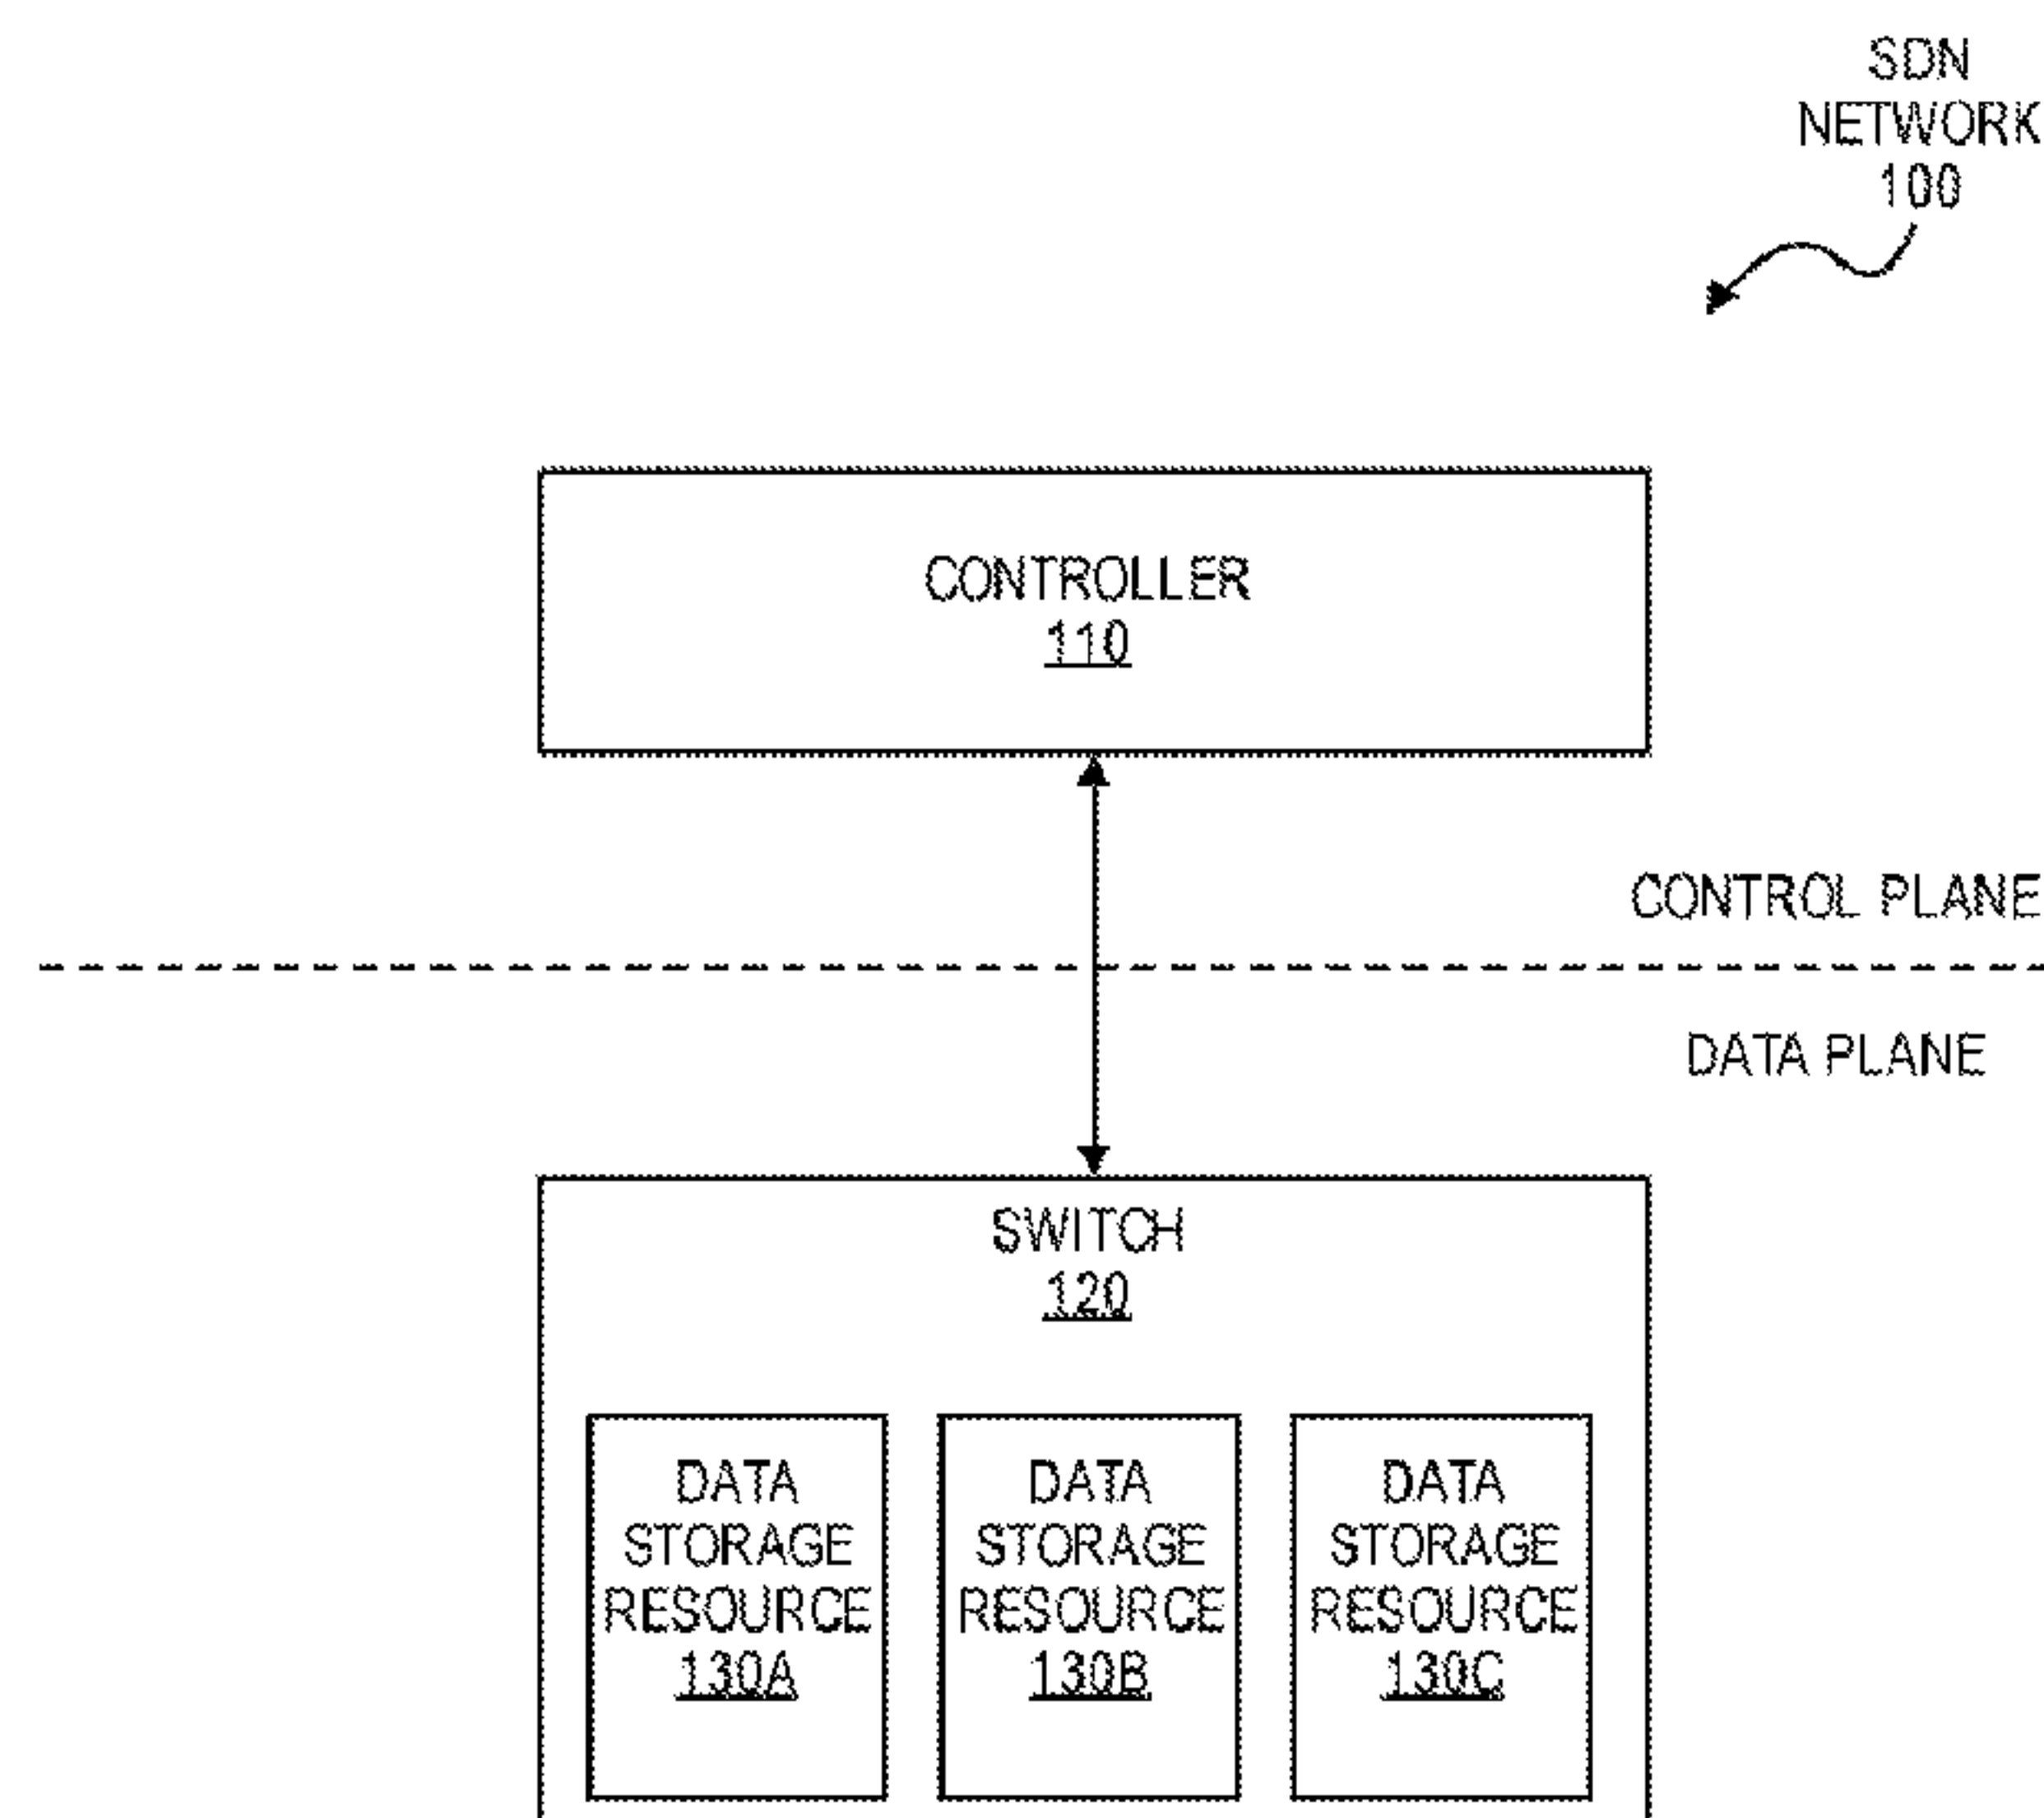 SDN
NETWORK
100
CONTROLLER
110
CONTROL PLANE
DATA PLANE
SWITCH
120
DATA
STORAGE
RESOURCE
130A
DATA
STORAGE
RESOURCE
130B
DATA
STORAGE
RESOURCE
130C